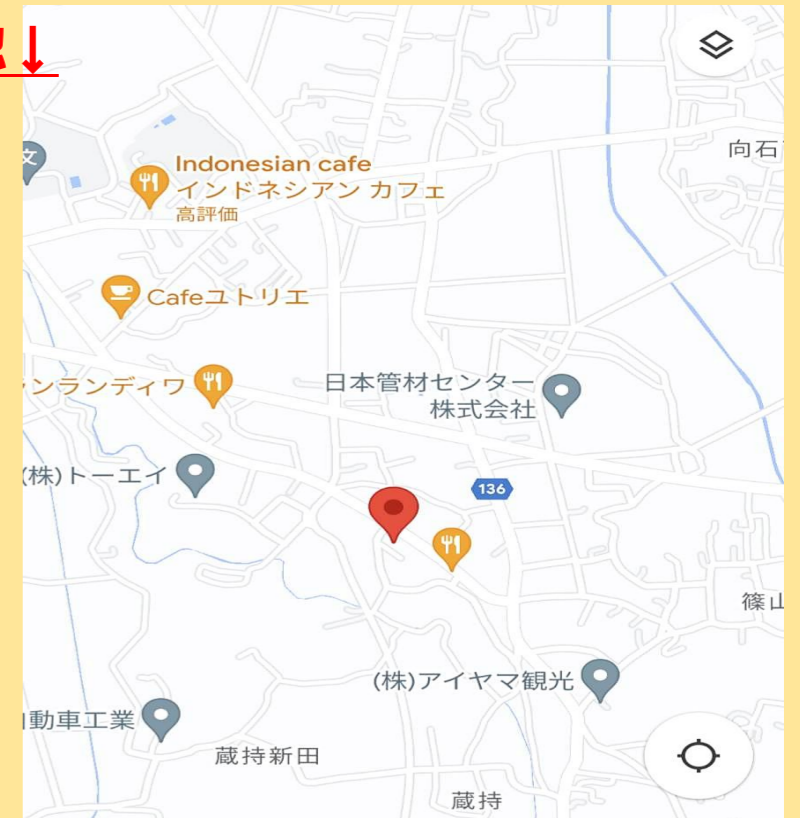 ↓
Indonesian cafe
インドネシアン カフェ
高評価
向石
文
Cafeユトリエ
ンランディワ
日本管材センター
株式会社
(株)トーエイ
136
篠山
(株)アイヤマ観光
動車工業
蔵持新田
蔵持